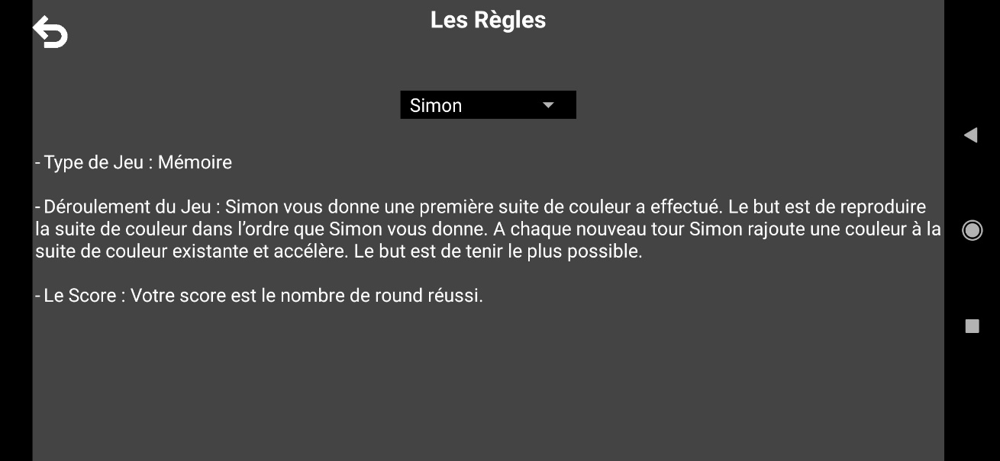 Les Règles
Simon
- Type de Jeu : Mémoire
- Déroulement du Jeu : Simon vous donne une première suite de couleur a effectué. Le but est de reproduire
la suite de couleur dans l'ordre que Simon vous donne. A chaque nouveau tour Simon rajoute une couleur à la
suite de couleur existante et accélère. Le but est de tenir le plus possible.
- Le Score : Votre score est le nombre de round réussi.